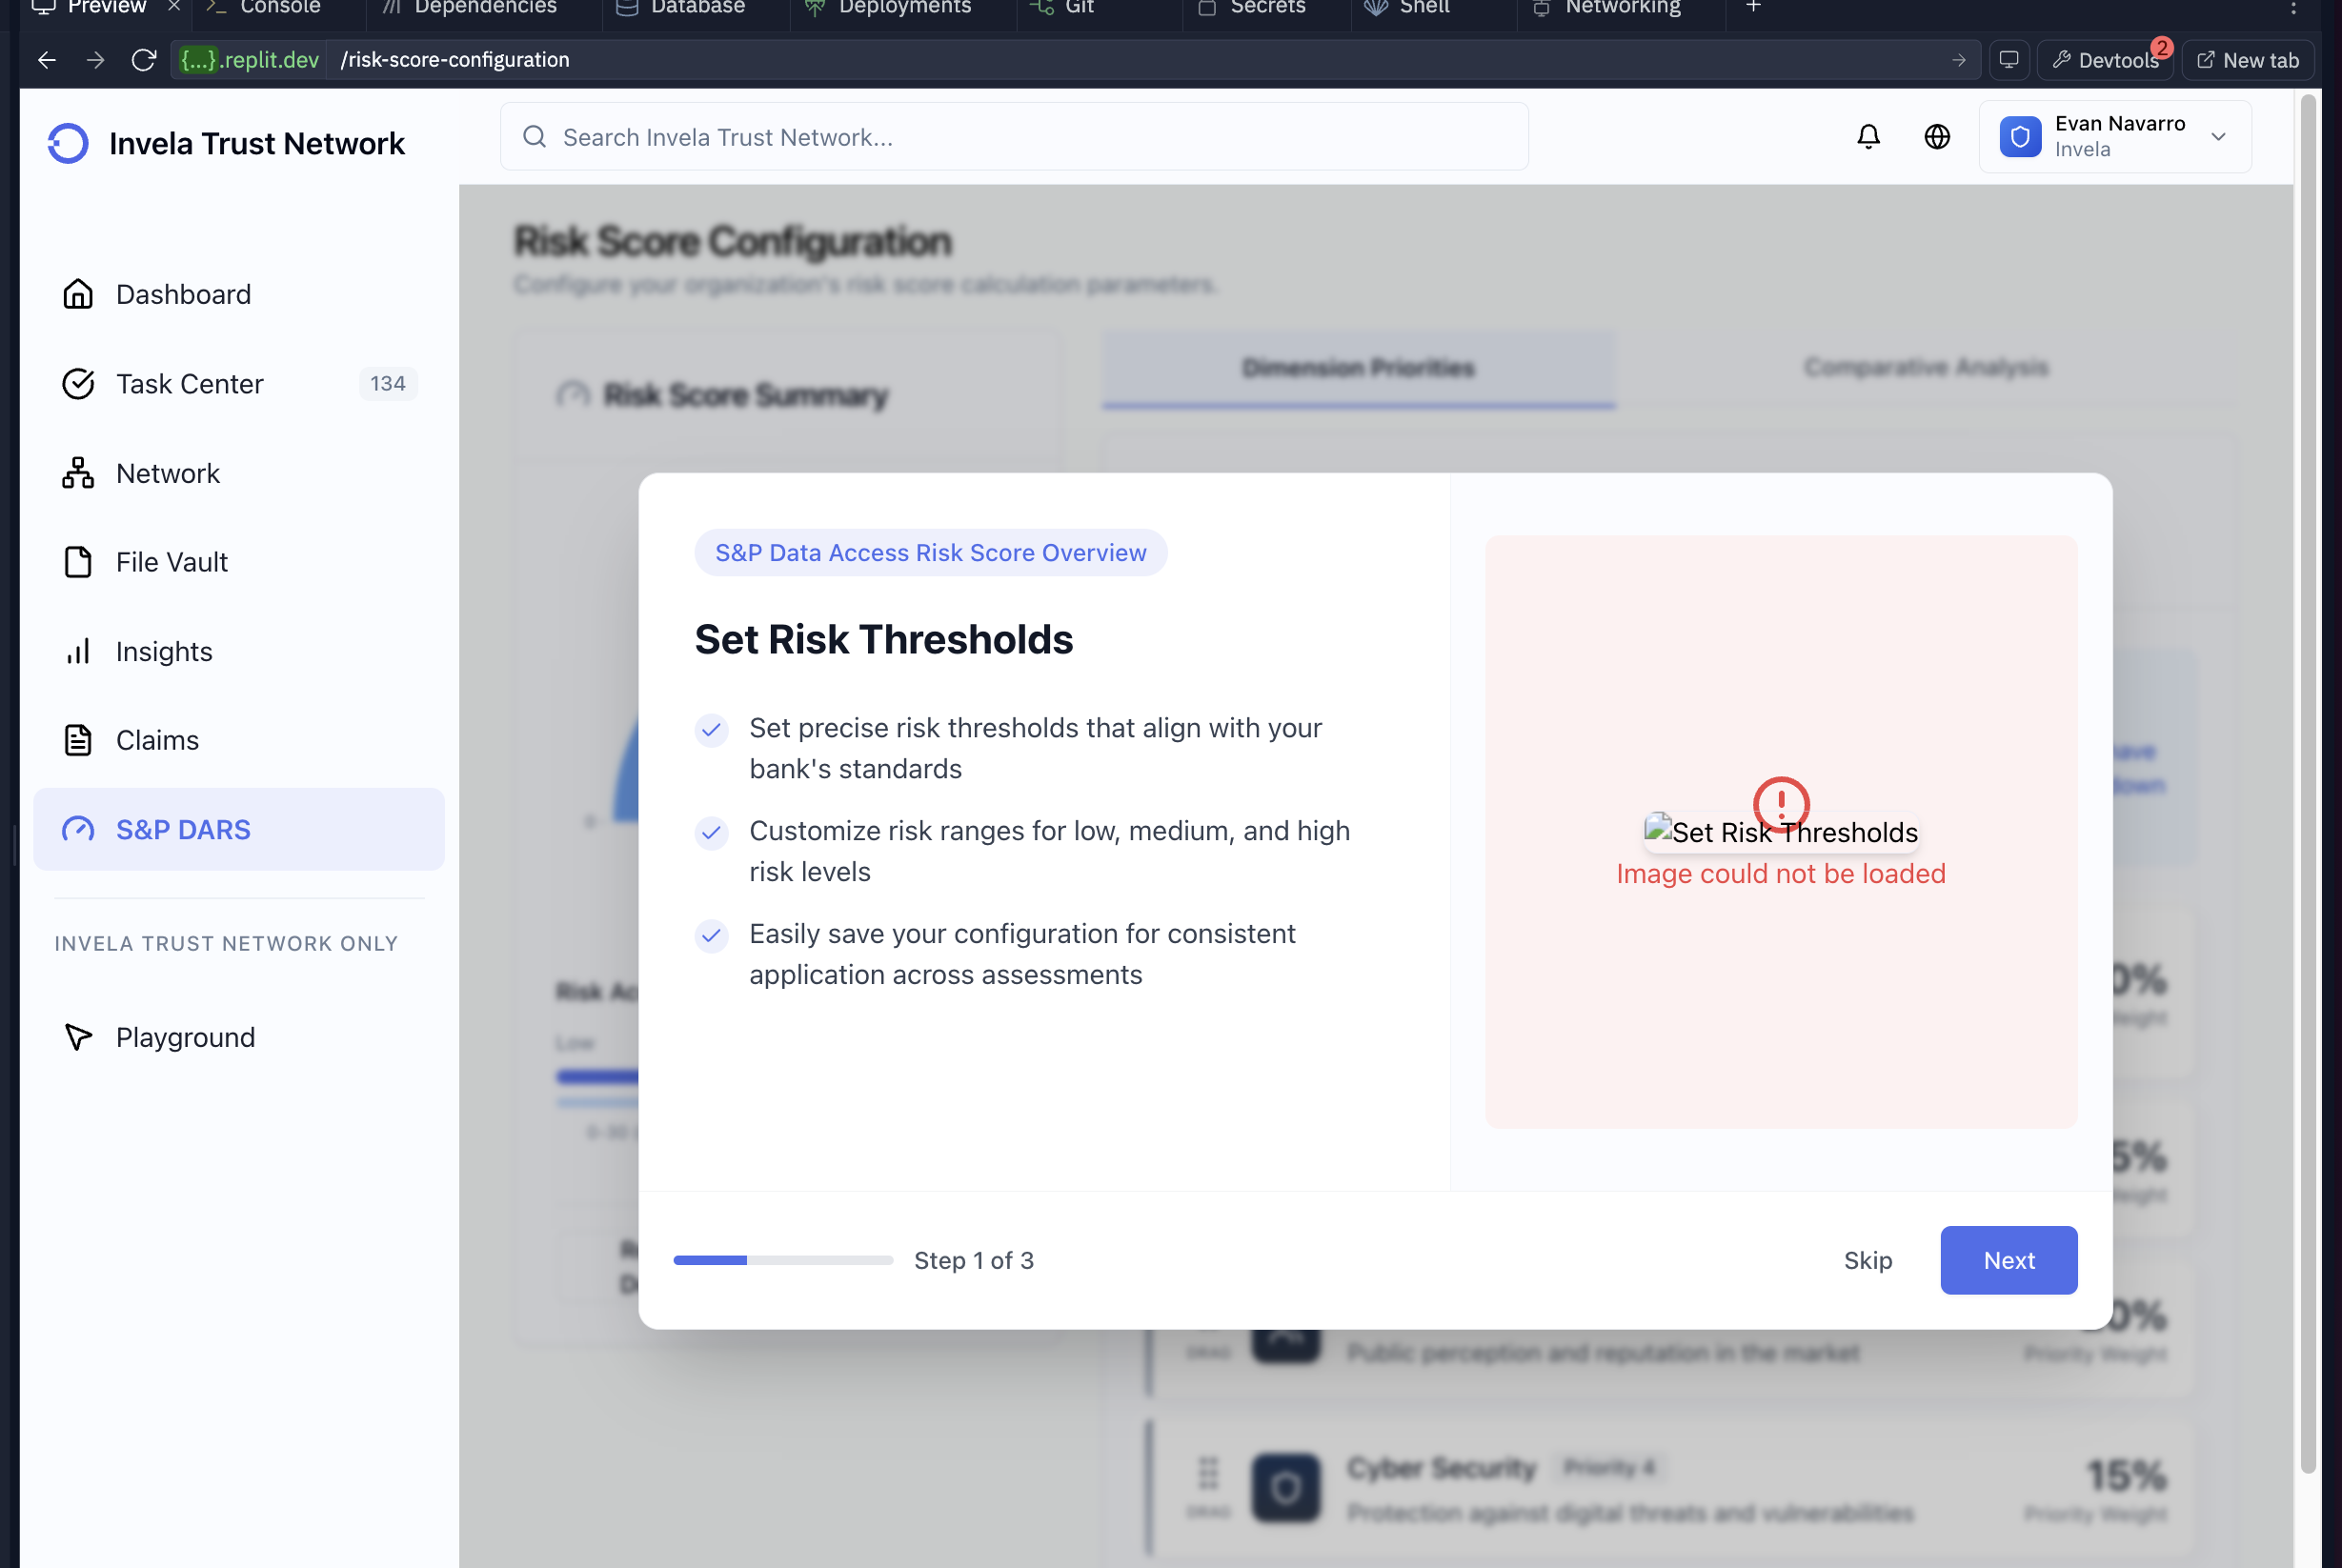 Preview
Console
Dependencies
Database
Deployments
Git
Secrets
Shell
Networking
{...}.replit.dev /risk-score-configuration
Devtools 2
New tab
Invela Trust Network
Search Invela Trust Network...
Evan Navarro
Invela
Dashboard
Task Center 134
Network
File Vault
Insights
Claims
S&P DARS
INVELA TRUST NETWORK ONLY
Playground
Risk Score Configuration
Configure your organization's risk score calculation parameters.
Risk Score Summary
Dimension Priorities
Comparative Analysis
S&P Data Access Risk Score Overview
Set Risk Thresholds
Set precise risk thresholds that align with your
bank's standards
Customize risk ranges for low, medium, and high
risk levels
Easily save your configuration for consistent
application across assessments
Set Risk Thresholds
Image could not be loaded
Step 1 of 3
Skip
Next
0
Low
DRAG
Public perception and reputation in the market
Priority Weight
Cyber Security Priority 4
15%
DRAG
Protection against digital threats and vulnerabilities
Priority Weight